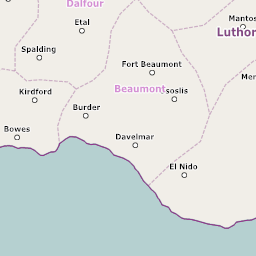 Dalfour
Etal
Mantos
Luthor
Spalding
Fort Beaumont
Mer
Kirdford
Beaumont
soslis
Burder
Bowes
Davelmar
El Nido